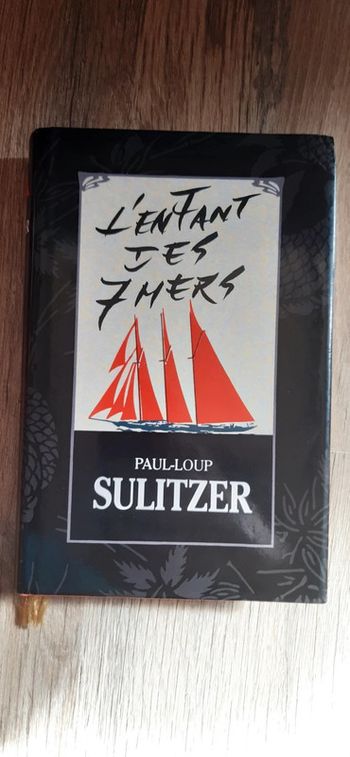 L'ENFANT
DES
7 MERS
PAUL-LOUP
SULITZER